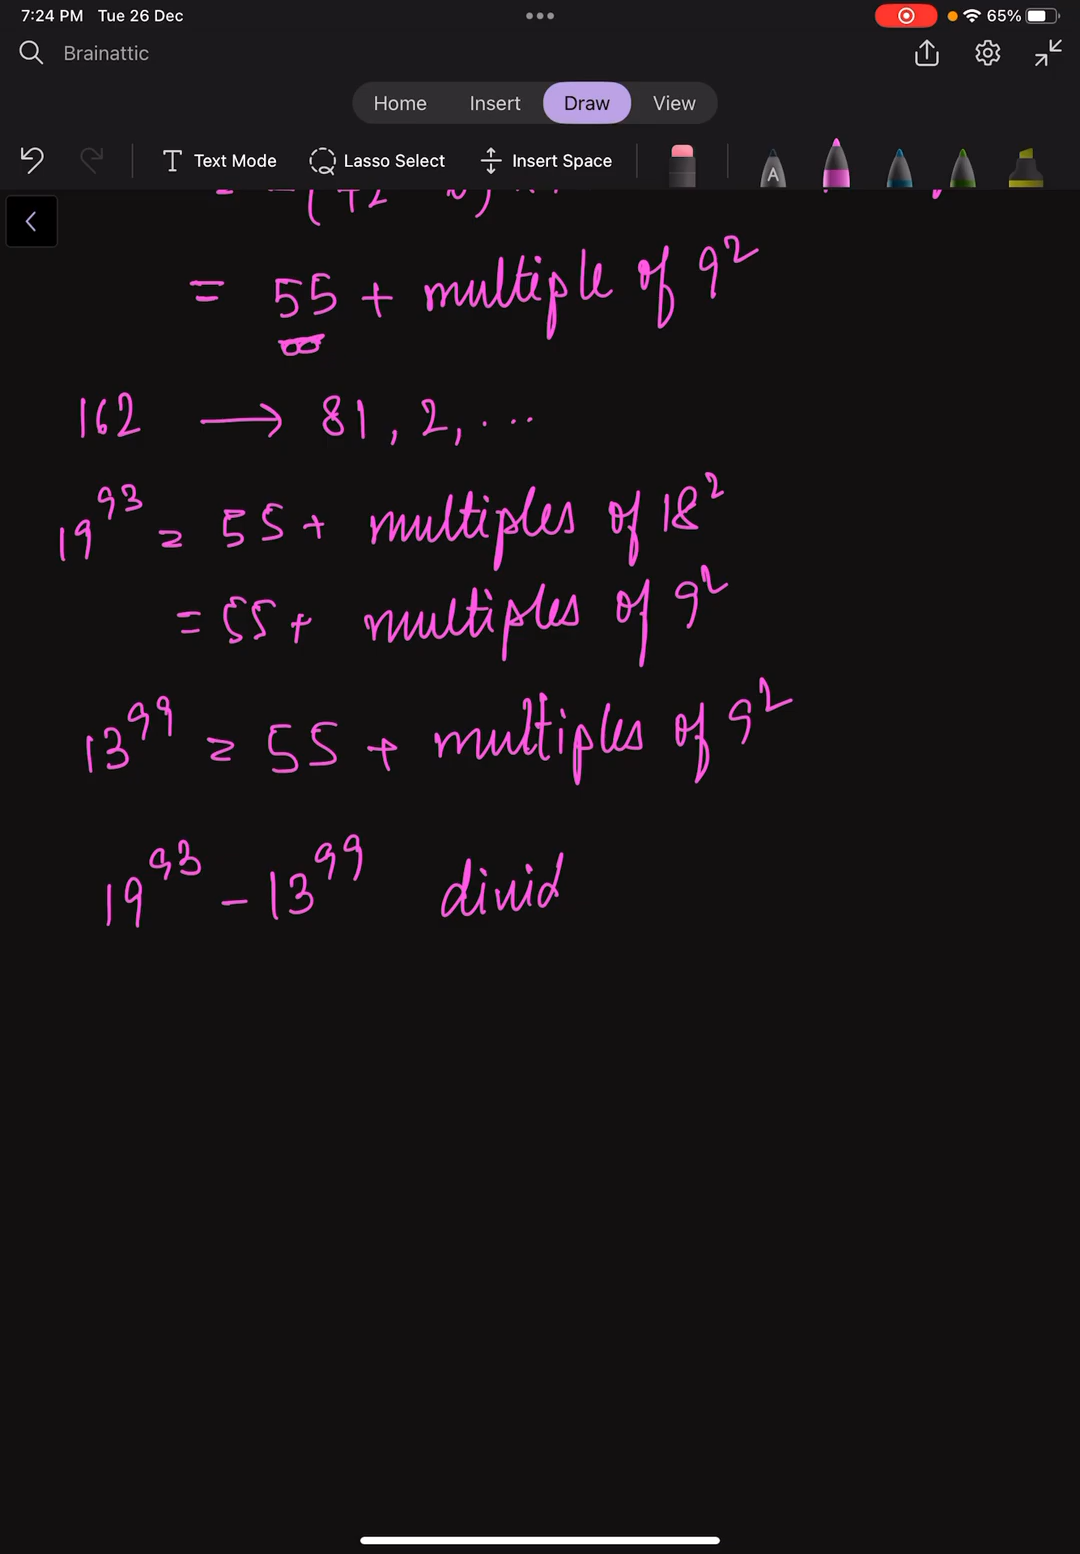 7:24 PM Tue 26 Dec
65%
Brainattic
Home Insert Draw View
T Text Mode Lasso Select Insert Space A
= 55 + multiple of 9²
162 → 81, 2, ...
19⁹³ = 55 + multiples of 18²
= 55 + multiples of 9²
13⁹⁹ = 55 + multiples of 9²
19⁹³ - 13⁹⁹ divid